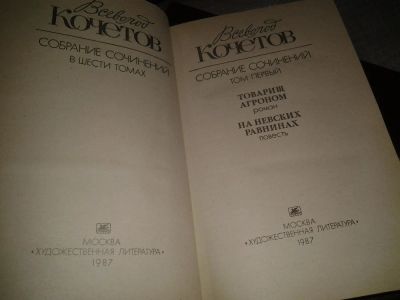 Всеволод
КОЧЕТОВ
СОБРАНИЕ СОЧИНЕНИЙ
В ШЕСТИ ТОМАХ
МОСКВА
«ХУДОЖЕСТВЕННАЯ ЛИТЕРАТУРА»
1987
Всеволод
КОЧЕТОВ
СОБРАНИЕ СОЧИНЕНИЙ
ТОМ ПЕРВЫЙ
ТОВАРИЩ
АГРОНОМ
роман
НА НЕВСКИХ
РАВНИНАХ
повесть
МОСКВА
«ХУДОЖЕСТВЕННАЯ ЛИТЕРАТУРА»
1987